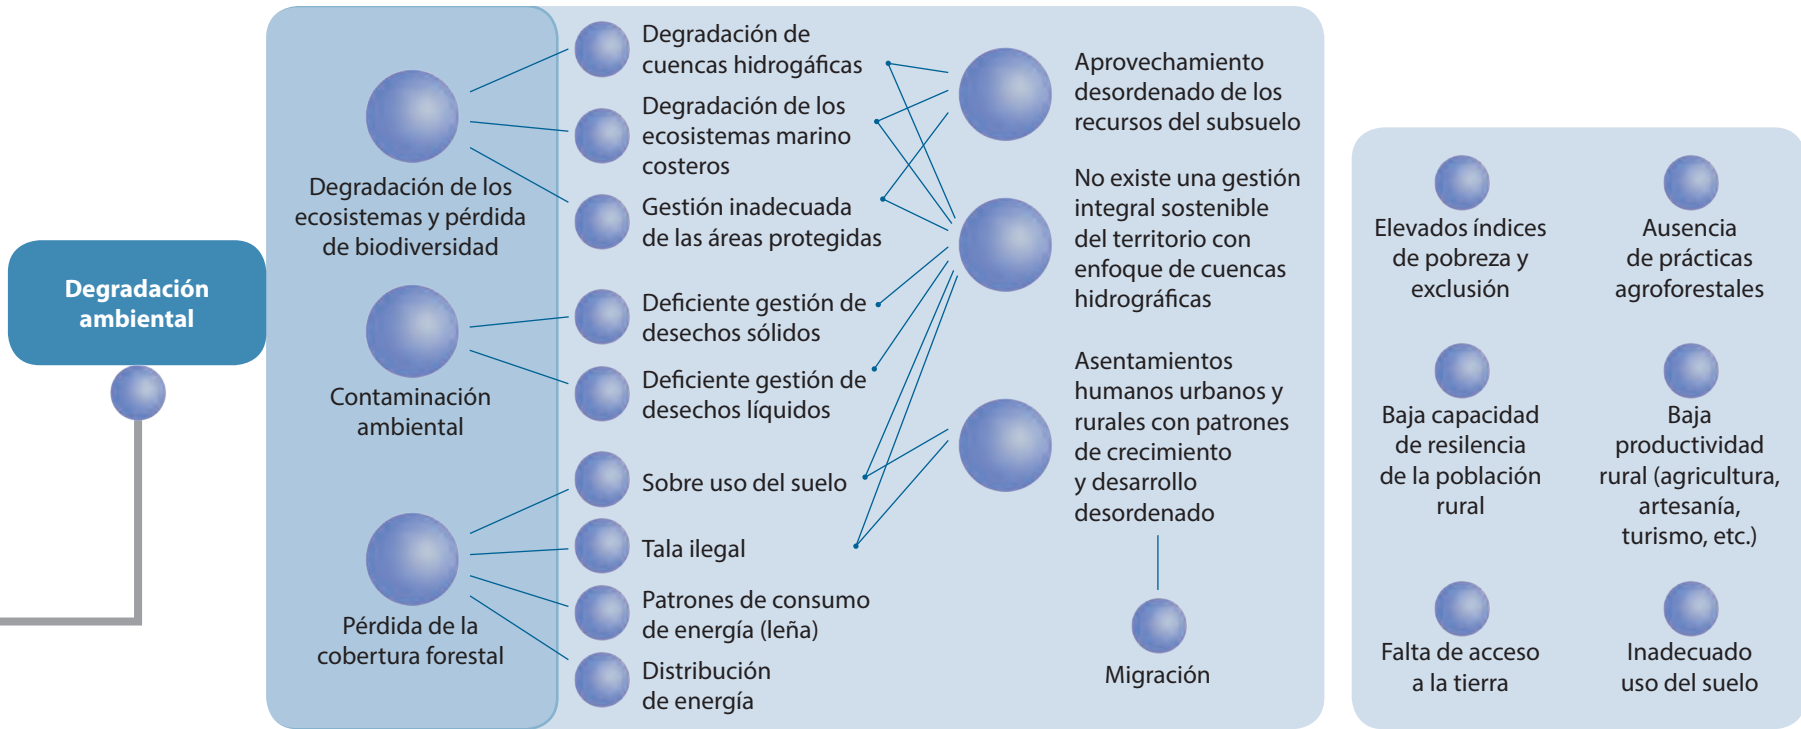 Degradación
ambiental
Degradación de los
ecosistemas y pérdida
de biodiversidad
Contaminación
ambiental
Pérdida de la
cobertura forestal
Degradación de
cuencas hidrogáficas
Degradación de los
ecosistemas marino
costeros
Gestión inadecuada
de las áreas protegidas
Deficiente gestión de
desechos sólidos
Deficiente gestión de
desechos líquidos
Sobre uso del suelo
Tala ilegal
Patrones de consumo
de energía (leña)
Distribución
de energía
Aprovechamiento
desordenado de los
recursos del subsuelo
No existe una gestión
integral sostenible
del territorio con
enfoque de cuencas
hidrográficas
Asentamientos
humanos urbanos y
rurales con patrones
de crecimiento
y desarrollo
desordenado
Migración
Elevados índices
de pobreza y
exclusión
Ausencia
de prácticas
agroforestales
Baja capacidad
de resilencia
de la población
rural
Baja
productividad
rural (agricultura,
artesanía,
turismo, etc.)
Falta de acceso
a la tierra
Inadecuado
uso del suelo